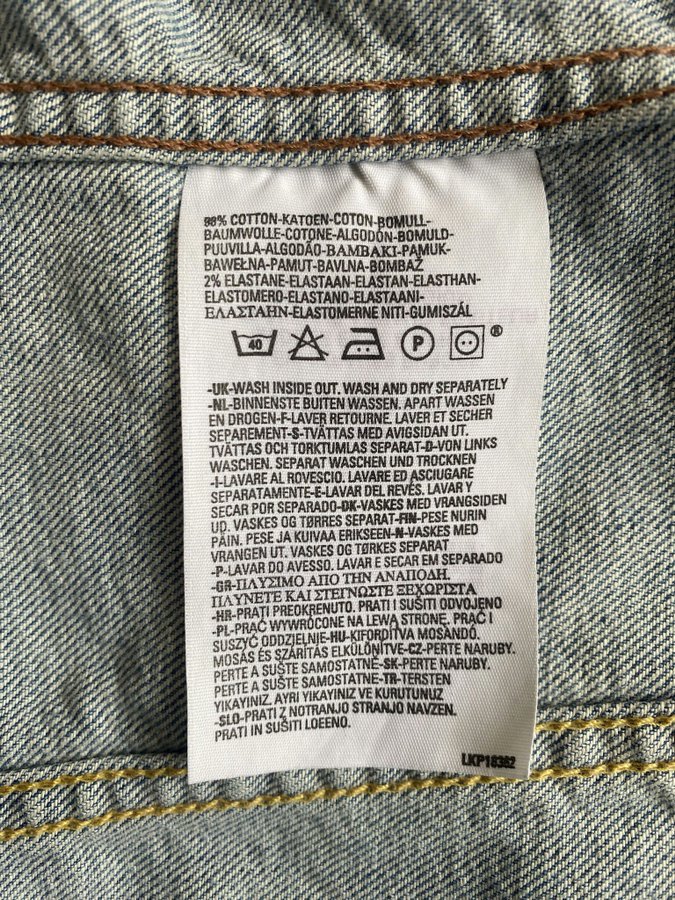 98% COTTON-KATOEN-COTON-BOMULL-
BAUMWOLLE-COTONE-ALGODÓN-BOMULD-
PUUVILLA-ALGODÃO-ΒΑΜΒΑΚΙ-PAMUK-
BAWEŁNA-PAMUT-BAVLNA-BOMBAŽ
2% ELASTANE-ELASTAAN-ELASTAN-ELASTHAN-
ELASTOMERO-ELASTANO-ELASTAANI-
ΕΛΑΣΤΑΗΝ-ELASTOMERNE NITI-GUMISZÁL
40 P ®
-UK-WASH INSIDE OUT. WASH AND DRY SEPARATELY
-NL-BINNENSTE BUITEN WASSEN. APART WASSEN
EN DROGEN-F-LAVER RETOURNE. LAVER ET SECHER
SEPAREMENT-S-TVÄTTAS MED AVIGSIDAN UT.
TVÄTTAS OCH TORKTUMLAS SEPARAT-D-VON LINKS
WASCHEN. SEPARAT WASCHEN UND TROCKNEN
-I-LAVARE AL ROVESCIO. LAVARE ED ASCIUGARE
SEPARATAMENTE-E-LAVAR DEL REVÉS. LAVAR Y
SECAR POR SEPARADO-DK-VASKES MED VRANGSIDEN
UD. VASKES OG TØRRES SEPARAT-FIN-PESE NURIN
PÄIN. PESE JA KUIVAA ERIKSEEN-N-VASKES MED
VRANGEN UT. VASKES OG TØRKES SEPARAT
-P-LAVAR DO AVESSO. LAVAR E SECAR EM SEPARADO
-GR-ΠΛΥΣΙΜΟ ΑΠΟ ΤΗΝ ΑΝΑΠΟΔΗ.
ΠΛΥΝΕΤΕ ΚΑΙ ΣΤΕΓΝΩΣΤΕ ΞΕΧΩΡΙΣΤΑ
-HR-PRATI PREOKRENUTO. PRATI I SUŠITI ODVOJENO
-PL-PRAĆ WYWRÓCONE NA LEWĄ STRONĘ. PRAĆ I
SUSZYĆ ODDZIELNIE-HU-KIFORDÍTVA MOSANDÓ.
MOSÁS ÉS SZÁRÍTÁS ELKÜLÖNÍTVE-CZ-PERTE NARUBY.
PERTE A SUŠTE SAMOSTATNĚ-SK-PERTE NARUBY.
PERTE A SUŠTE SAMOSTATNE-TR-TERSTEN
YIKAYINIZ. AYRI YIKAYINIZ VE KURUTUNUZ
-SLO-PRATI Z NOTRANJO STRANJO NAVZEN.
PRATI IN SUŠITI LOEENO.
LKP18362